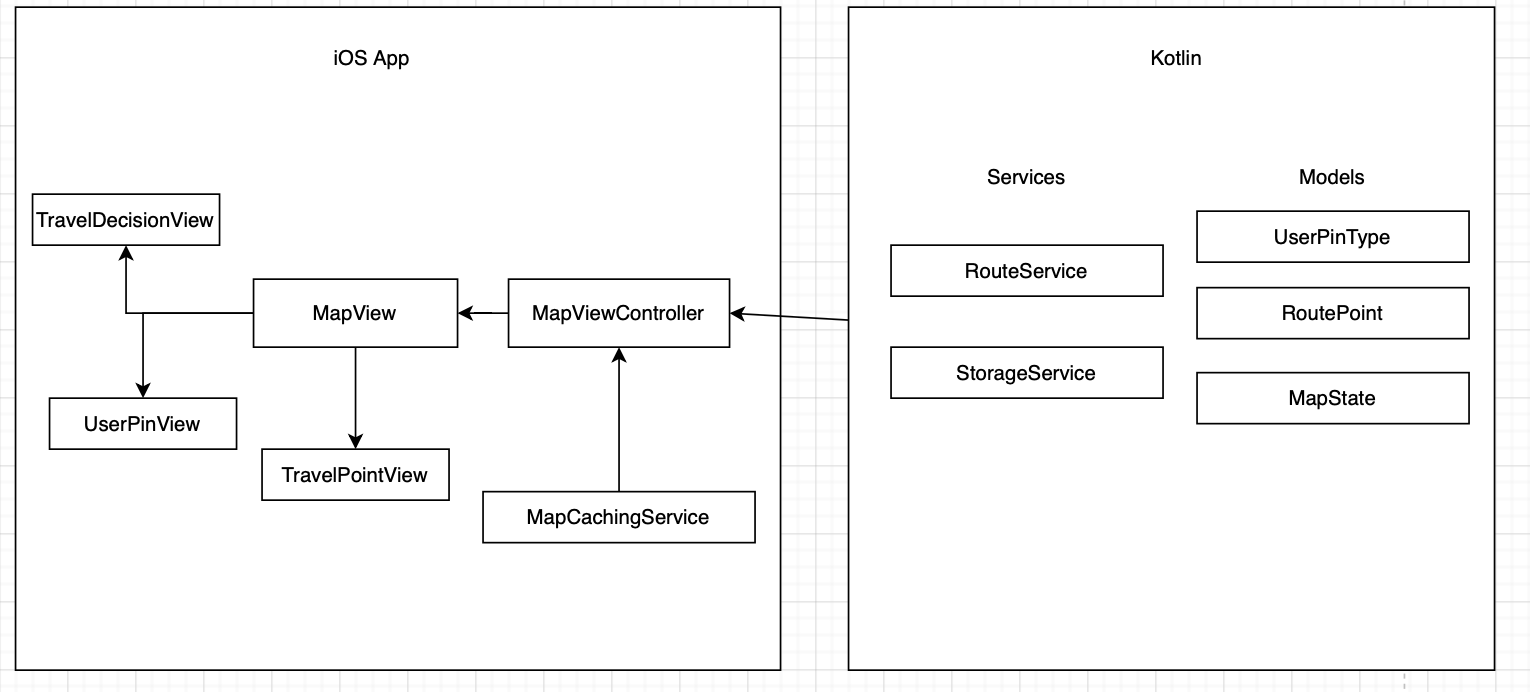 iOS App
TravelDecisionView
MapView
MapViewController
UserPinView
TravelPointView
MapCachingService
Kotlin
Services
RouteService
StorageService
Models
UserPinType
RoutePoint
MapState